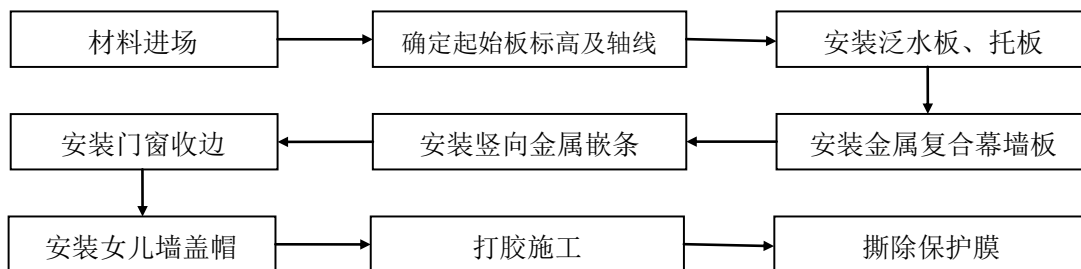 材料进场
确定起始板标高及轴线
安装泛水板、托板
安装金属复合幕墙板
安装竖向金属嵌条
安装门窗收边
安装女儿墙盖帽
打胶施工
撕除保护膜